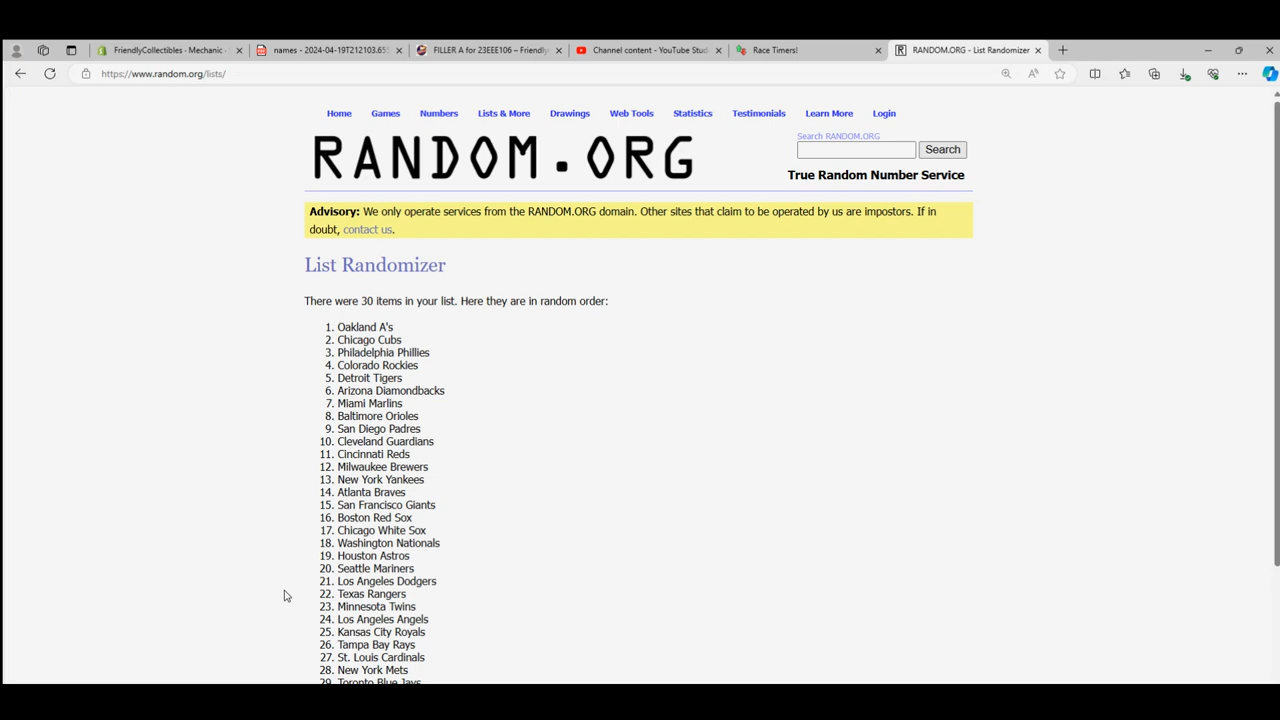 FriendlyCollectibles - Mechanic -
names - 2024-04-19T212103.655
FILLER A for 23EEE106 – Friendly
Channel content - YouTube Stud
Race Timers!
RANDOM.ORG - List Randomizer
https://www.random.org/lists/
Home Games Numbers Lists & More Drawings Web Tools Statistics Testimonials Learn More Login
RANDOM.ORG
Search RANDOM.ORG
Search
True Random Number Service
Advisory: We only operate services from the RANDOM.ORG domain. Other sites that claim to be operated by us are impostors. If in
doubt, contact us.
List Randomizer
There were 30 items in your list. Here they are in random order:
1. Oakland A's
2. Chicago Cubs
3. Philadelphia Phillies
4. Colorado Rockies
5. Detroit Tigers
6. Arizona Diamondbacks
7. Miami Marlins
8. Baltimore Orioles
9. San Diego Padres
10. Cleveland Guardians
11. Cincinnati Reds
12. Milwaukee Brewers
13. New York Yankees
14. Atlanta Braves
15. San Francisco Giants
16. Boston Red Sox
17. Chicago White Sox
18. Washington Nationals
19. Houston Astros
20. Seattle Mariners
21. Los Angeles Dodgers
22. Texas Rangers
23. Minnesota Twins
24. Los Angeles Angels
25. Kansas City Royals
26. Tampa Bay Rays
27. St. Louis Cardinals
28. New York Mets
29. Toronto Blue Jays